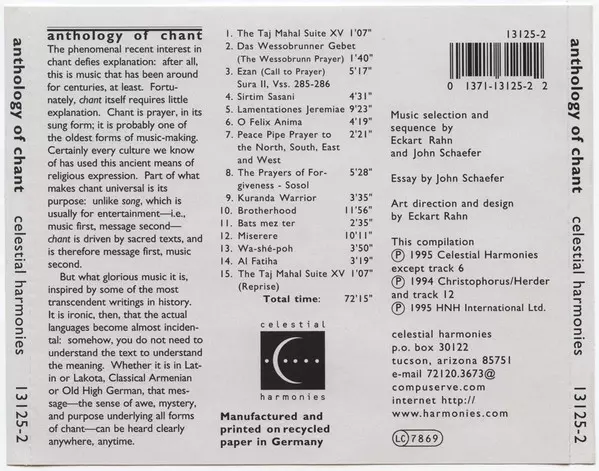 anthology of chant
celestial harmonies
13125-2
anthology of chant
The phenomenal recent interest in
chant defies explanation: after all,
this is music that has been around
for centuries, at least. Fortu-
nately, chant itself requires little
explanation. Chant is prayer, in its
sung form; it is probably one of
the oldest forms of music-making.
Certainly every culture we know
of has used this ancient means of
religious expression. Part of what
makes chant universal is its
purpose: unlike song, which is
usually for entertainment—i.e.,
music first, message second—
chant is driven by sacred texts, and
is therefore message first, music
second.
But what glorious music it is,
inspired by some of the most
transcendent writings in history.
It is ironic, then, that the actual
languages become almost inciden-
tal: somehow, you do not need to
understand the text to understand
the meaning. Whether it is in Lat-
in or Lakota, Classical Armenian
or Old High German, that mes-
sage—the sense of awe, mystery,
and purpose underlying all forms
of chant—can be heard clearly
anywhere, anytime.
1. The Taj Mahal Suite XV 1'07"
2. Das Wessobrunner Gebet
(The Wessobrunn Prayer) 1'40"
3. Ezan (Call to Prayer) 5'17"
Sura II, Vss. 285-286
4. Sirtim Sasani 4'31"
5. Lamentationes Jeremiae 9'23"
6. O Felix Anima 4'19"
7. Peace Pipe Prayer to 2'21"
the North, South, East
and West
8. The Prayers of For- 5'28"
giveness - Sosol
9. Kuranda Warrior 3'35"
10. Brotherhood 11'56"
11. Bats mez ter 2'35"
12. Miserere 10'11"
13. Wa-shé-poh 3'50"
14. Al Fatiha 3'19"
15. The Taj Mahal Suite XV 1'07"
(Reprise)
Total time: 72'15"
celestial
harmonies
Manufactured and
printed on recycled
paper in Germany
13125-2
0 1371-13125-2 2
Music selection and
sequence by
Eckart Rahn
and John Schaefer
Essay by John Schaefer
Art direction and design
by Eckart Rahn
This compilation
℗ 1995 Celestial Harmonies
except track 6
℗ 1994 Christophorus/Herder
and track 12
℗ 1995 HNH International Ltd.
celestial harmonies
p.o. box 30122
tucson, arizona 85751
e-mail 72120.3673@
compuserve.com
internet http://
www.harmonies.com
LC 7869
anthology of chant
celestial harmonies
13125-2